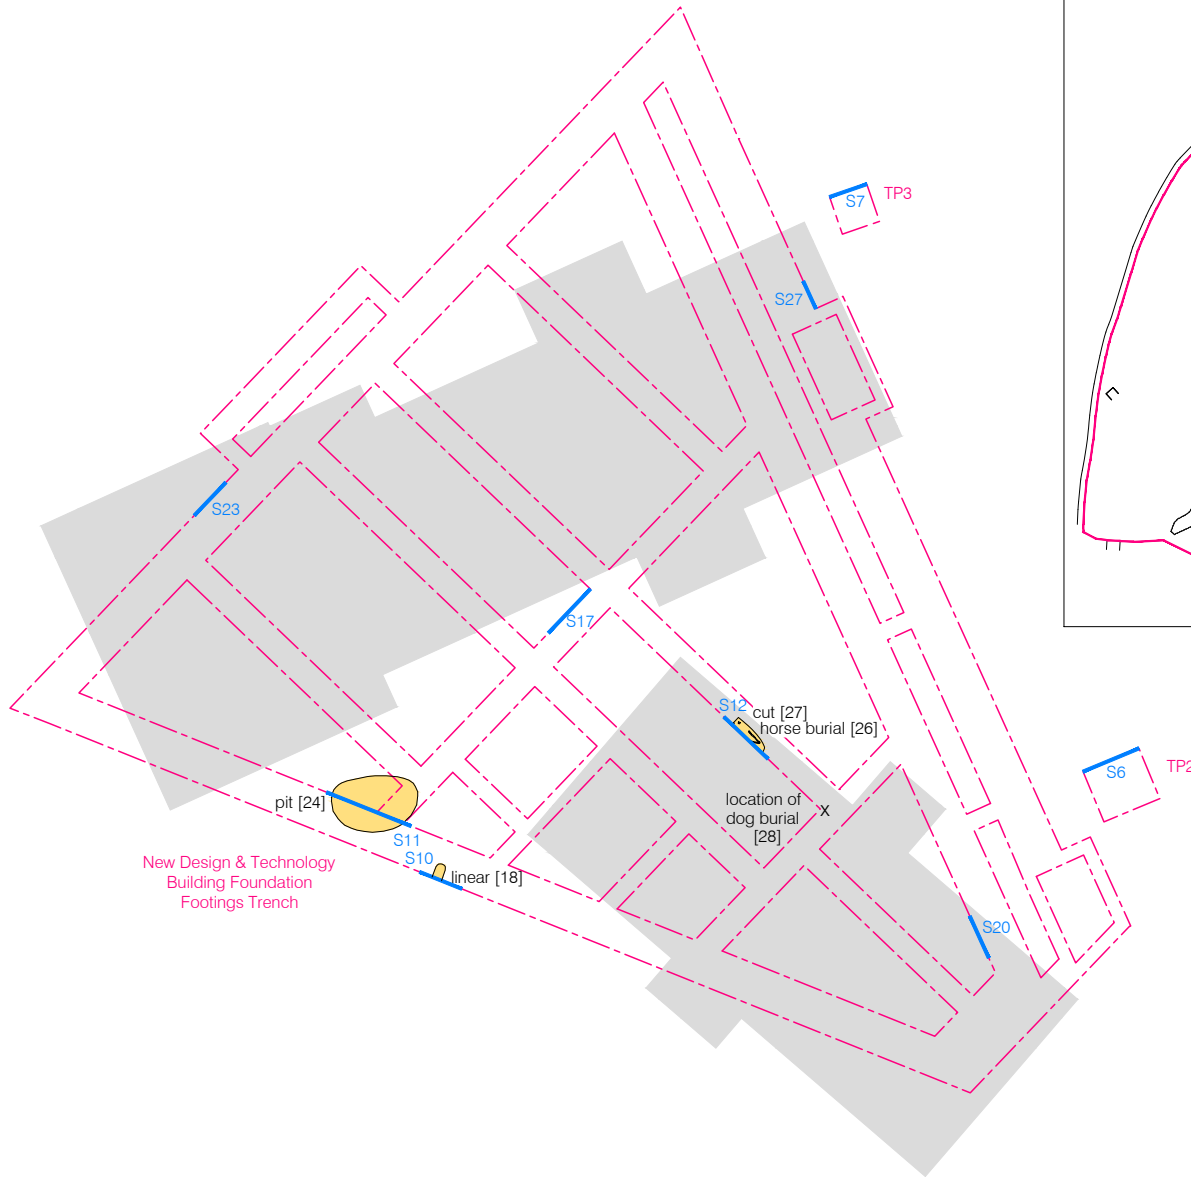 S7
TP3
S27
S23
S17
S12
cut [27]
horse burial [26]
S6
TP2
pit [24]
location of
dog burial
[28]
X
S11
S10
linear [18]
New Design & Technology
Building Foundation
Footings Trench
S20